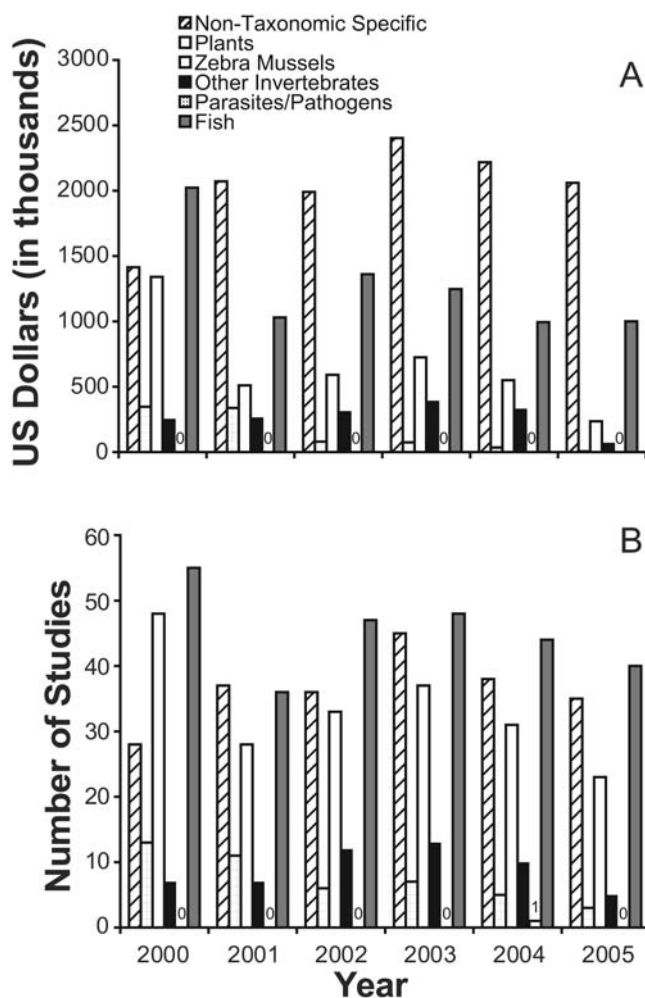 Non-Taxonomic Specific
Plants
Zebra Mussels
Other Invertebrates
Parasites/Pathogens
Fish
A
US Dollars (in thousands)
3000
2500
2000
1500
1000
500
0
0 0 0 0 0 0
B
Number of Studies
60
50
40
30
20
10
0
0 0 0 0 1 0
2000 2001 2002 2003 2004 2005
Year